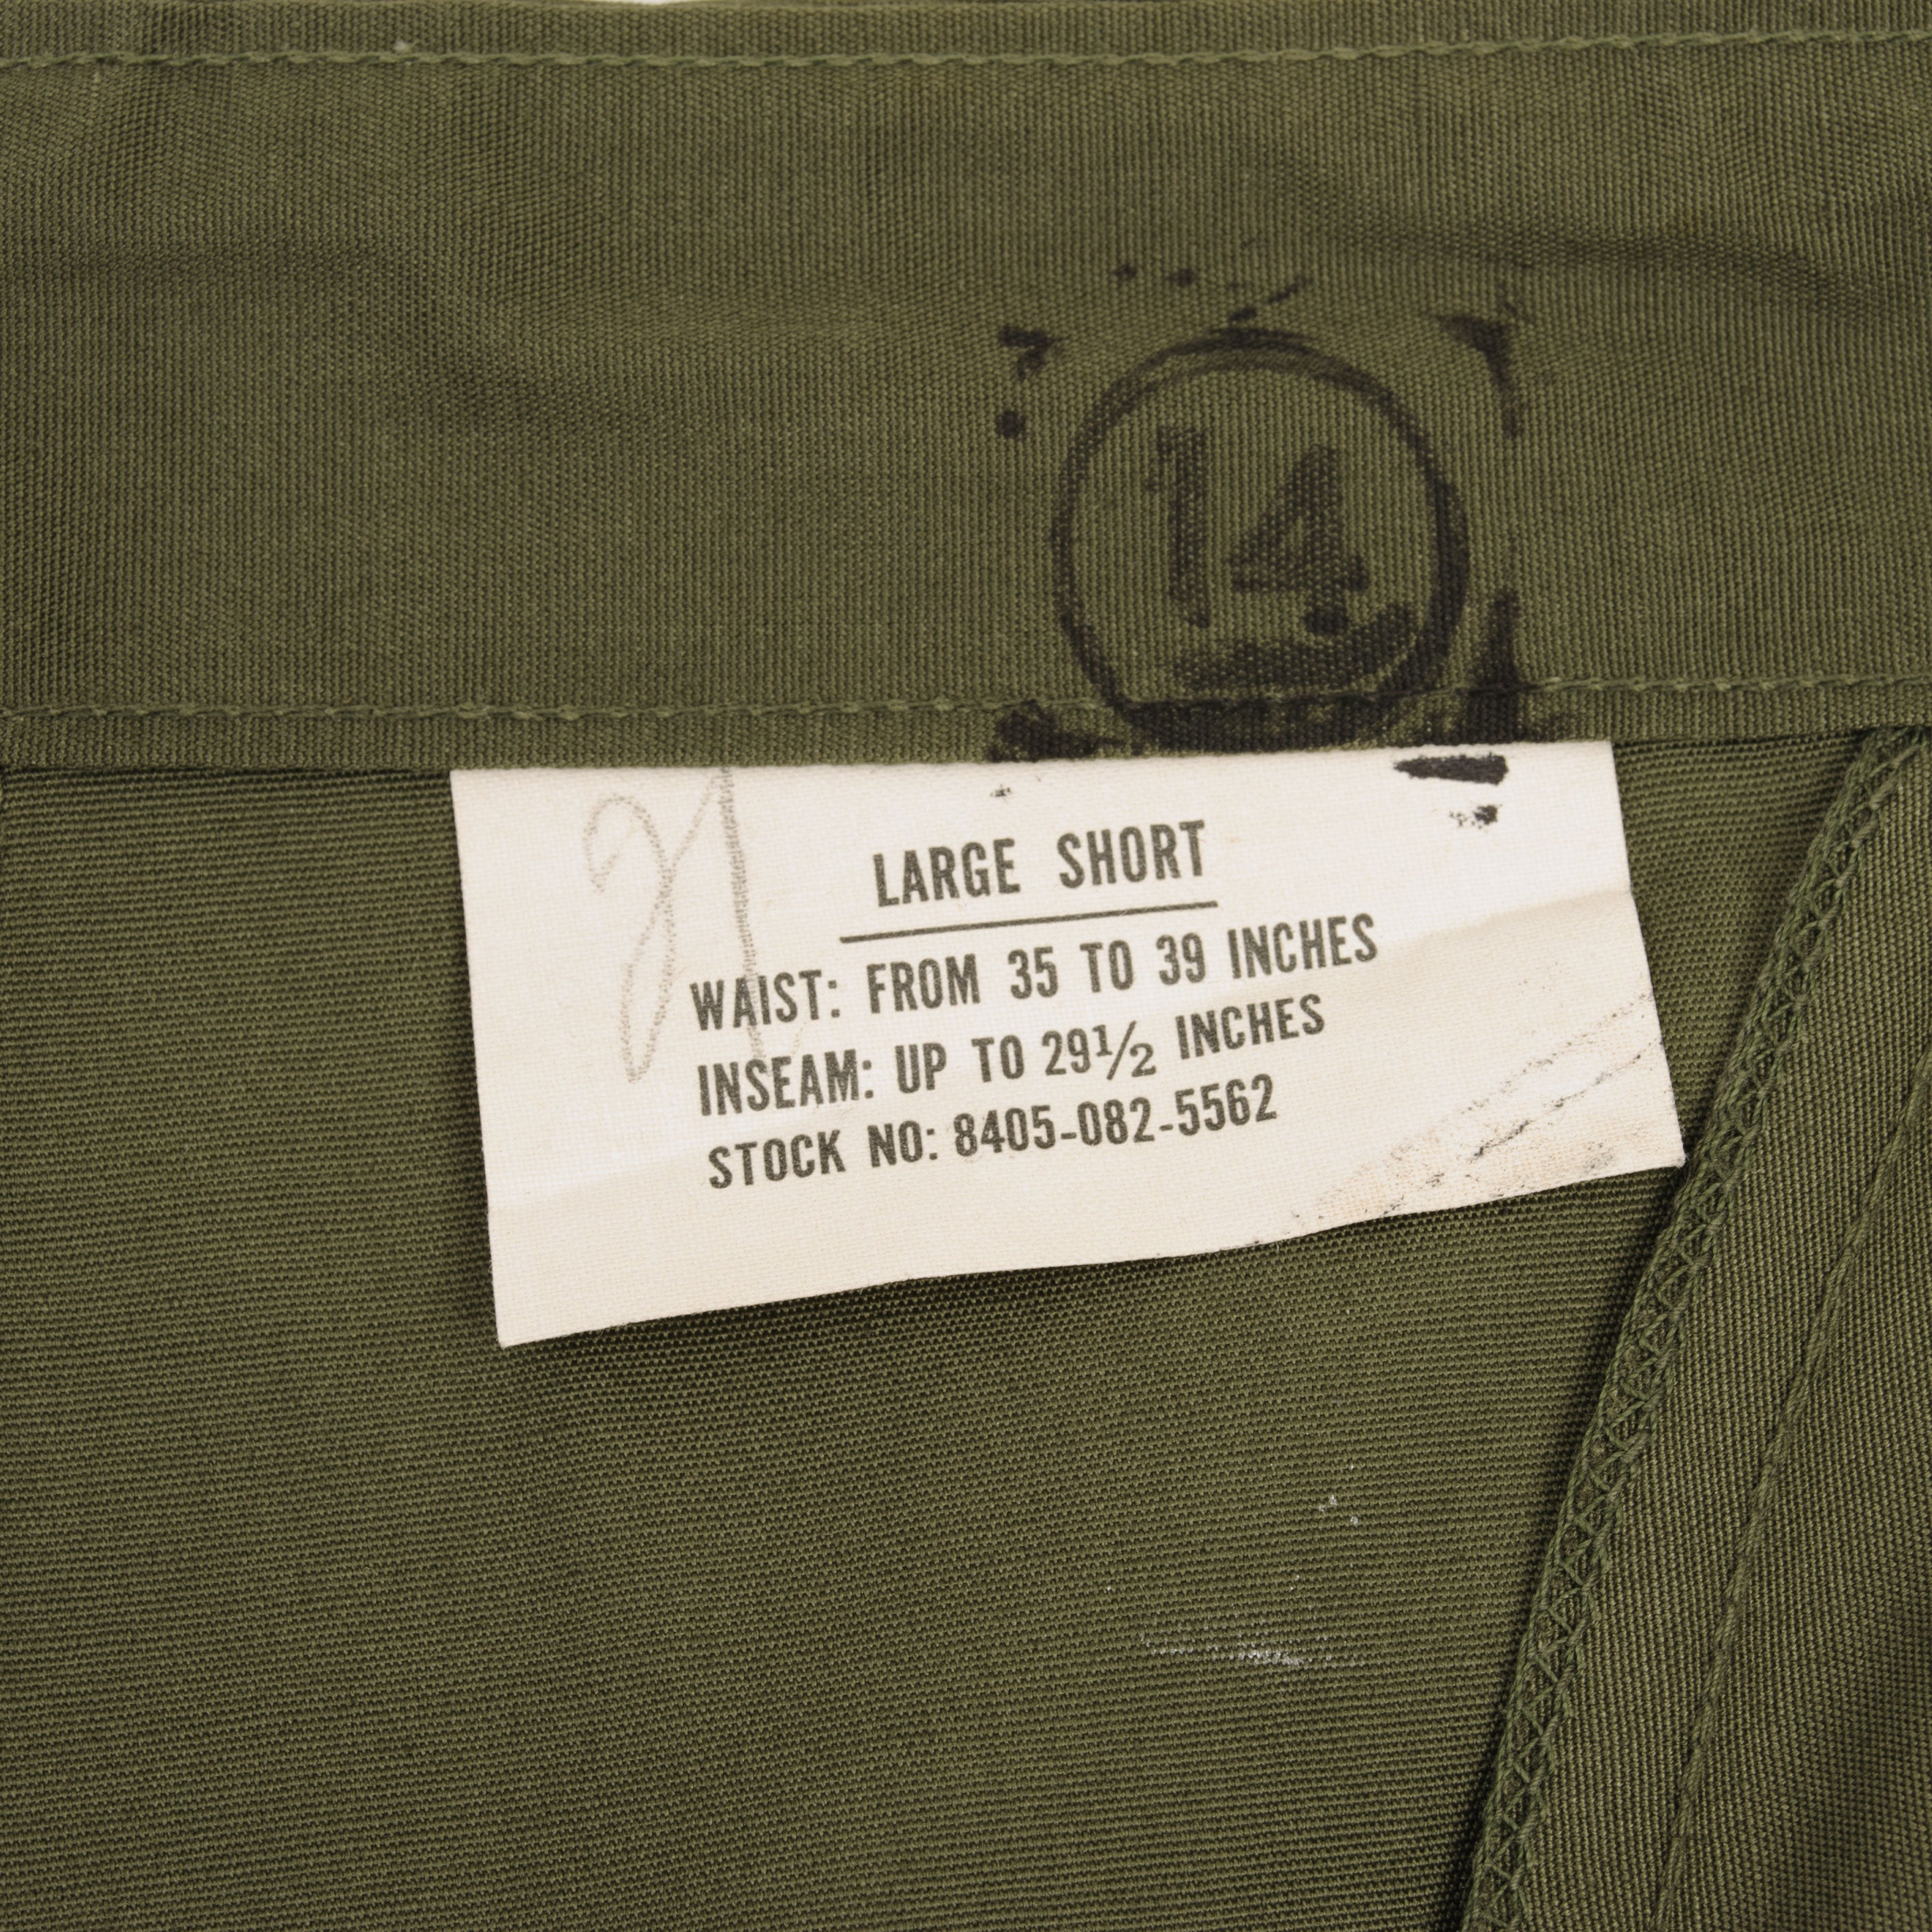 14
LARGE SHORT
WAIST: FROM 35 TO 39 INCHES
INSEAM: UP TO 29½ INCHES
STOCK NO: 8405-082-5562